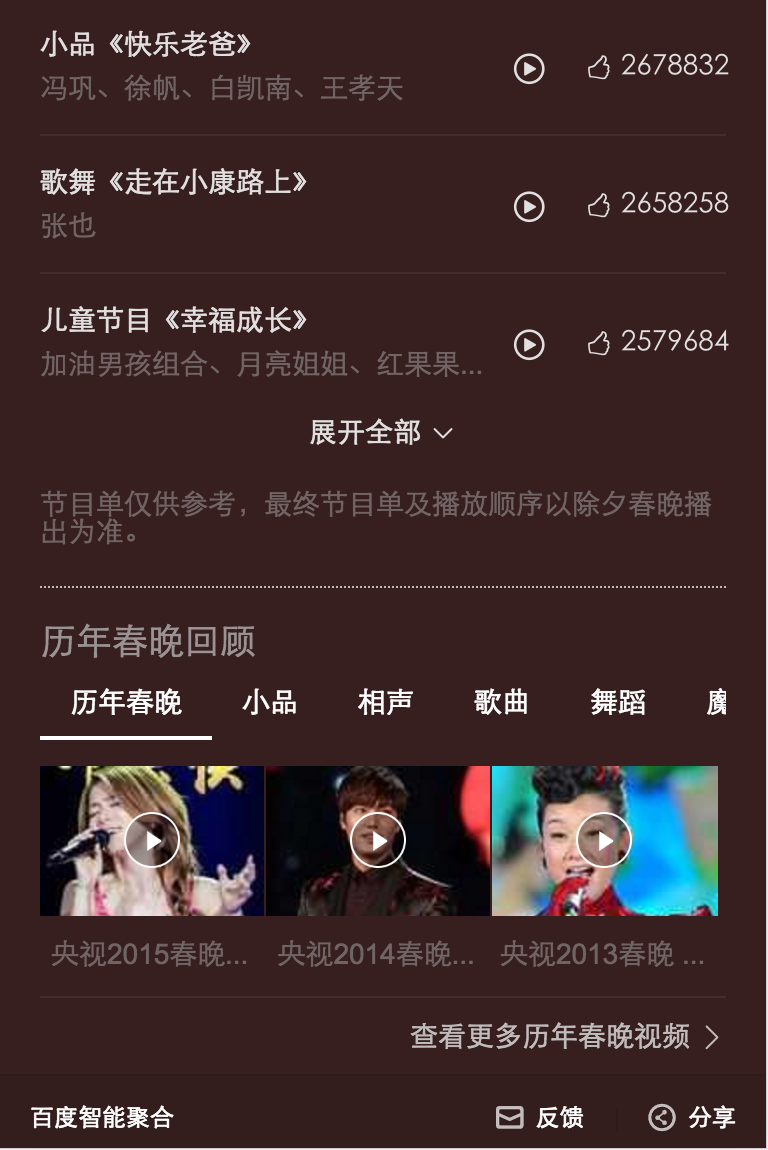 小品《快乐老爸》
冯巩、徐帆、白凯南、王孝天
2678832
歌舞《走在小康路上》
张也
2658258
儿童节目《幸福成长》
加油男孩组合、月亮姐姐、红果果...
2579684
展开全部
节目单仅供参考，最终节目单及播放顺序以除夕春晚播
出为准。
历年春晚回顾
历年春晚 小品 相声 歌曲 舞蹈
央视2015春晚... 央视2014春晚... 央视2013春晚 ...
查看更多历年春晚视频
百度智能聚合 反馈 分享